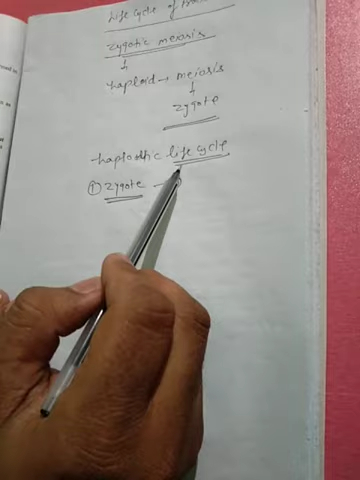 Life cycle of
zygotic meiosis
haploid → meiosis
zygote
haplontic life cycle
① zygote →